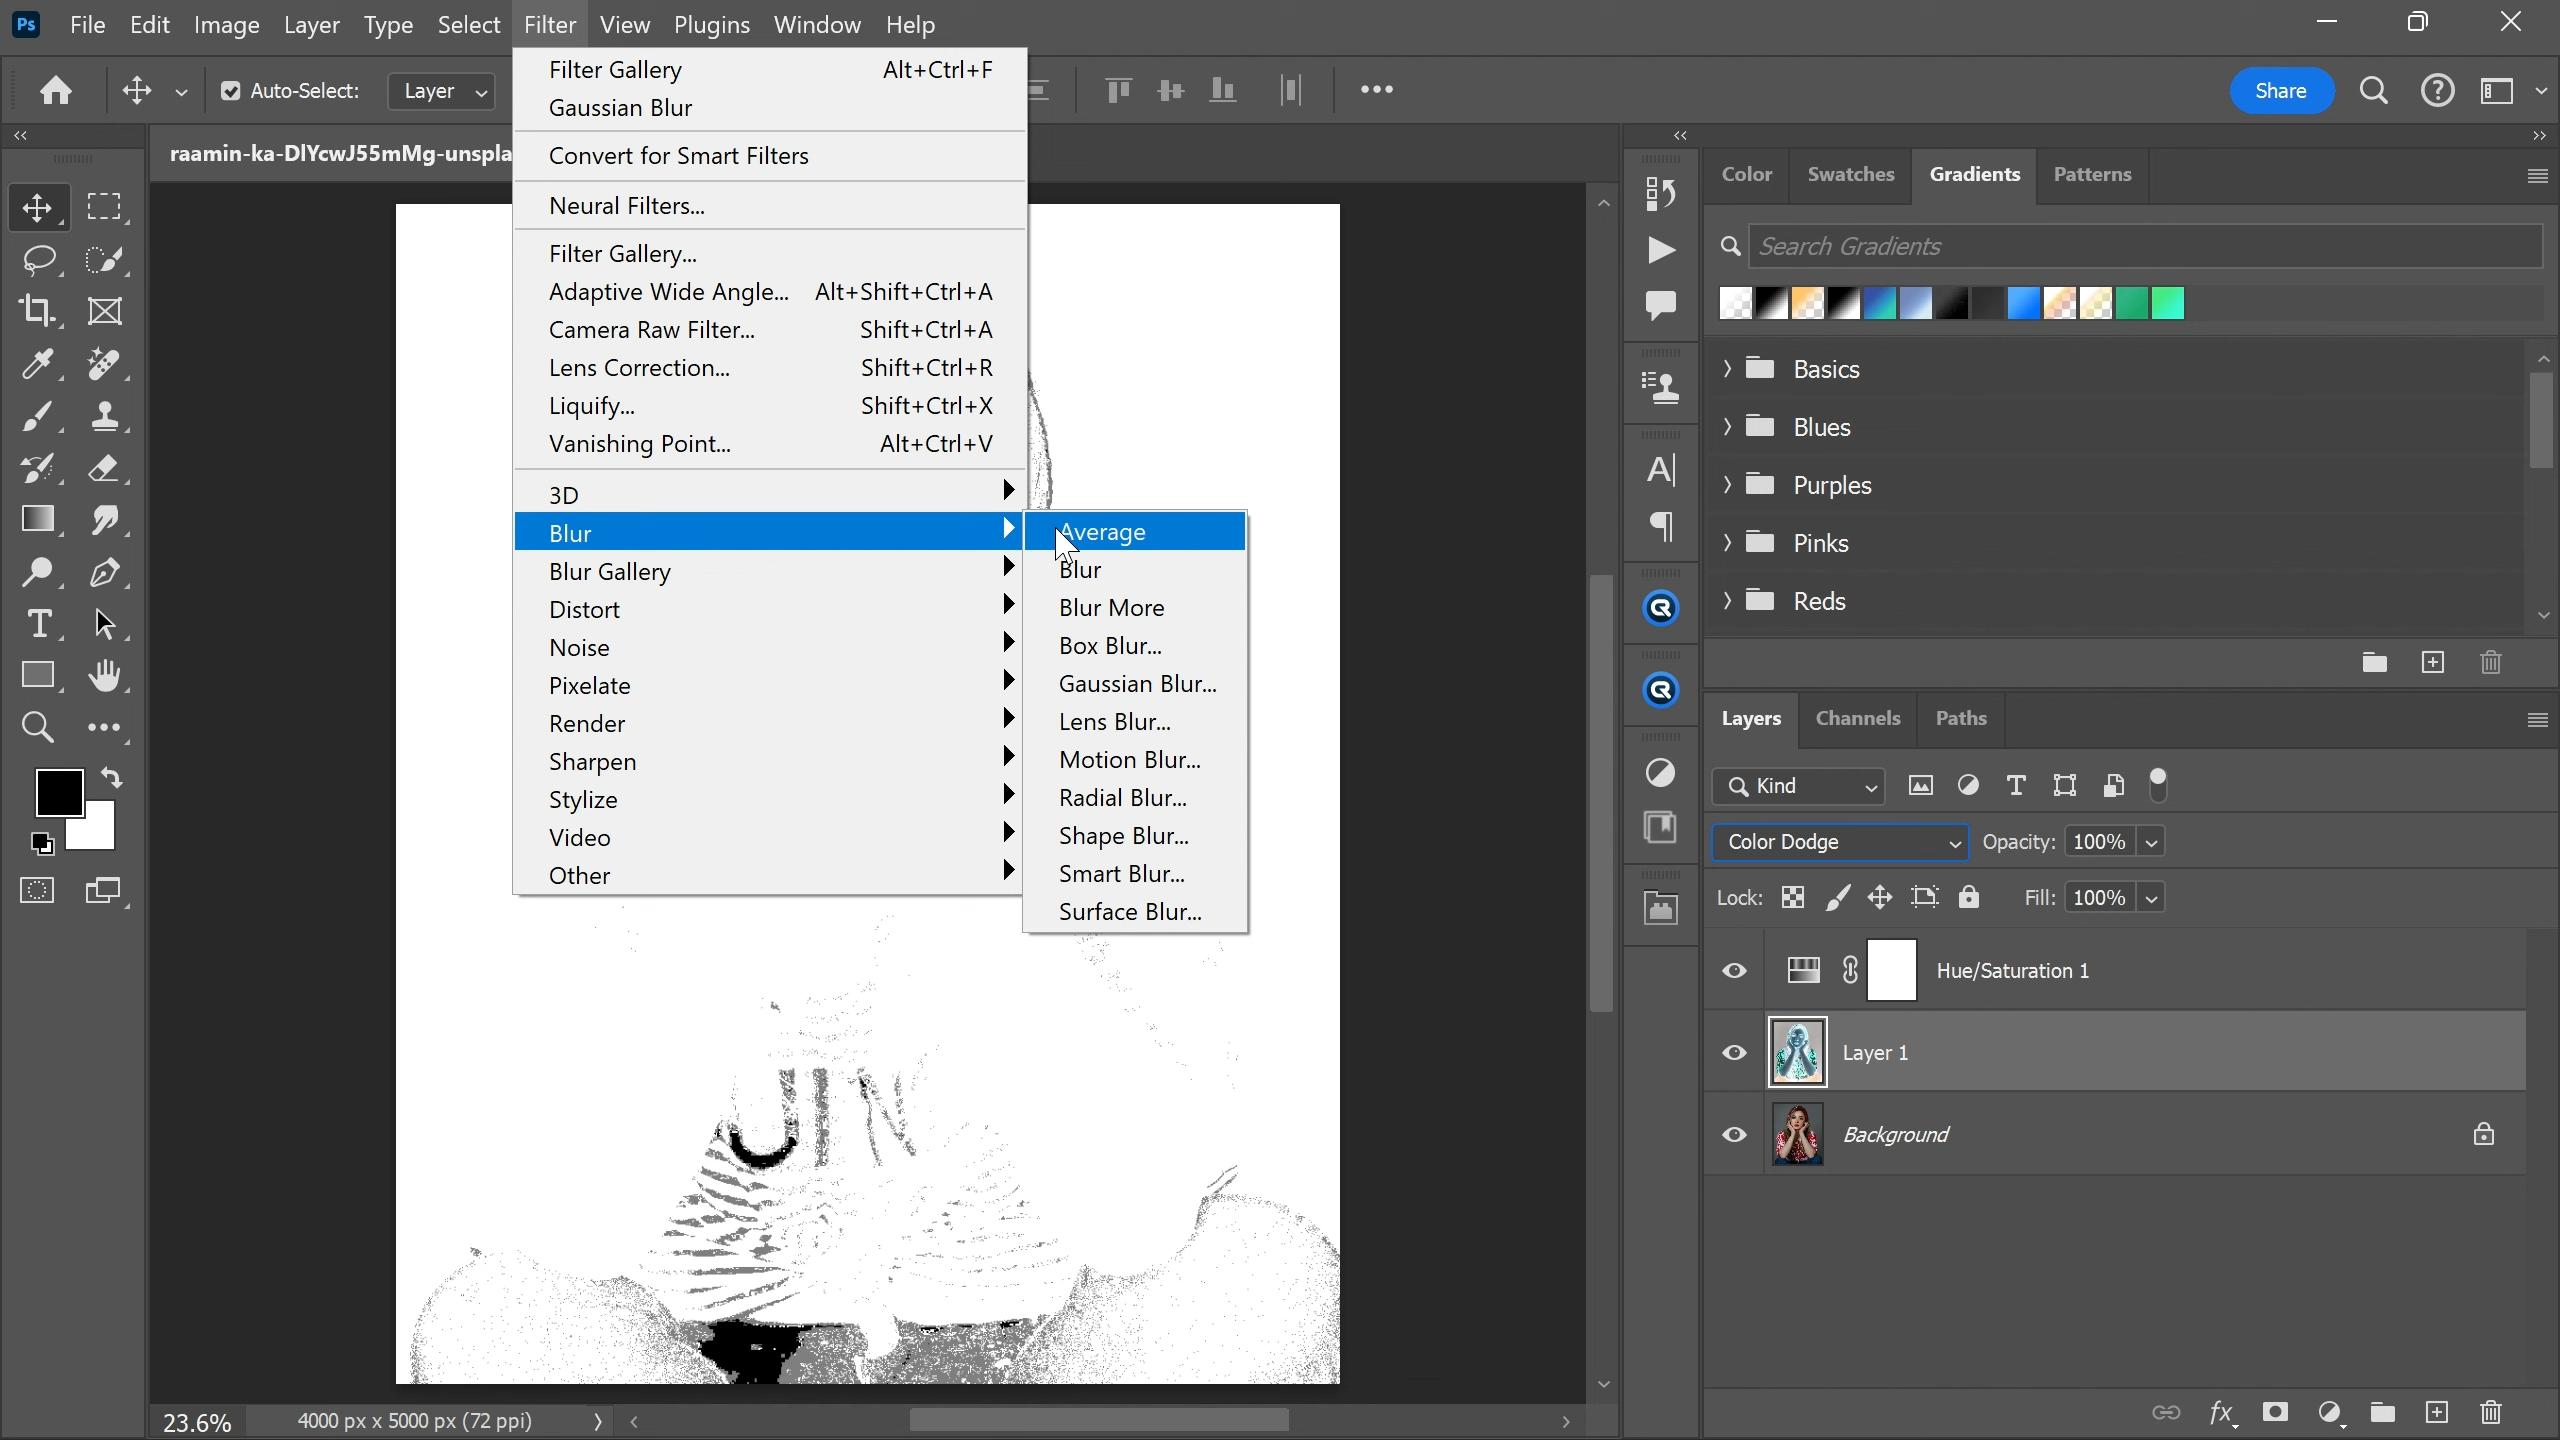 Ps File Edit Image Layer Type Select Filter View Plugins Window Help
Auto-Select: Layer Share
raamin-ka-DlYcwJ55mMg-unspla
Filter Gallery Alt+Ctrl+F
Gaussian Blur
Convert for Smart Filters
Neural Filters...
Filter Gallery...
Adaptive Wide Angle... Alt+Shift+Ctrl+A
Camera Raw Filter... Shift+Ctrl+A
Lens Correction... Shift+Ctrl+R
Liquify... Shift+Ctrl+X
Vanishing Point... Alt+Ctrl+V
3D
Blur
Blur Gallery
Distort
Noise
Pixelate
Render
Sharpen
Stylize
Video
Other
Average
Blur
Blur More
Box Blur...
Gaussian Blur...
Lens Blur...
Motion Blur...
Radial Blur...
Shape Blur...
Smart Blur...
Surface Blur...
Color Swatches Gradients Patterns
Search Gradients
Basics
Blues
Purples
Pinks
Reds
Layers Channels Paths
Kind
Color Dodge Opacity: 100%
Lock: Fill: 100%
Hue/Saturation 1
Layer 1
Background
23.6% 4000 px x 5000 px (72 ppi)